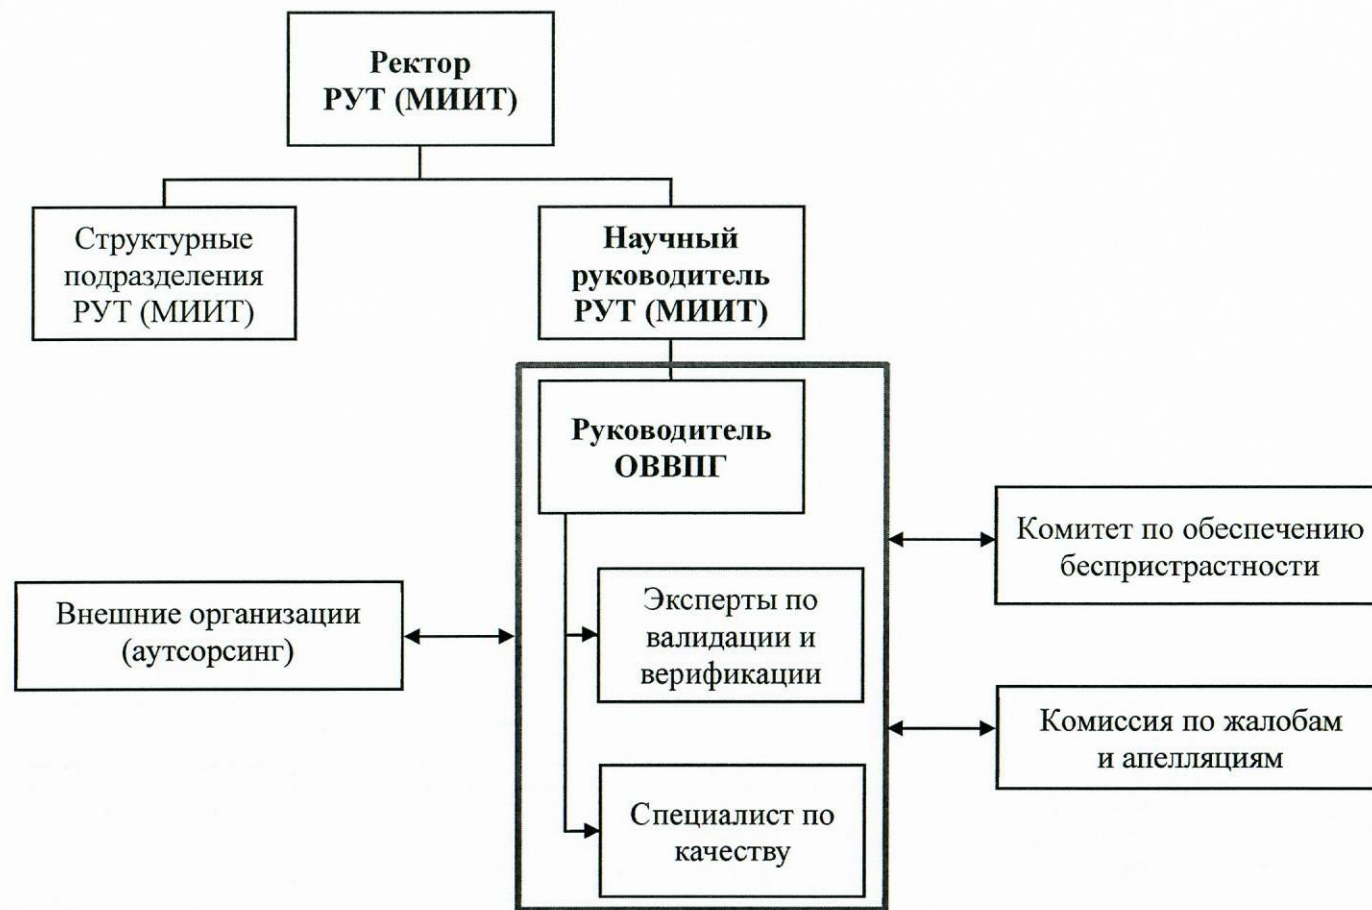 Ректор
РУТ (МИИТ)
Структурные
подразделения
РУТ (МИИТ)
Научный
руководитель
РУТ (МИИТ)
Руководитель
ОВВПГ
Внешние организации
(аутсорсинг)
Эксперты по
валидации и
верификации
Специалист по
качеству
Комитет по обеспечению
беспристрастности
Комиссия по жалобам
и апелляциям